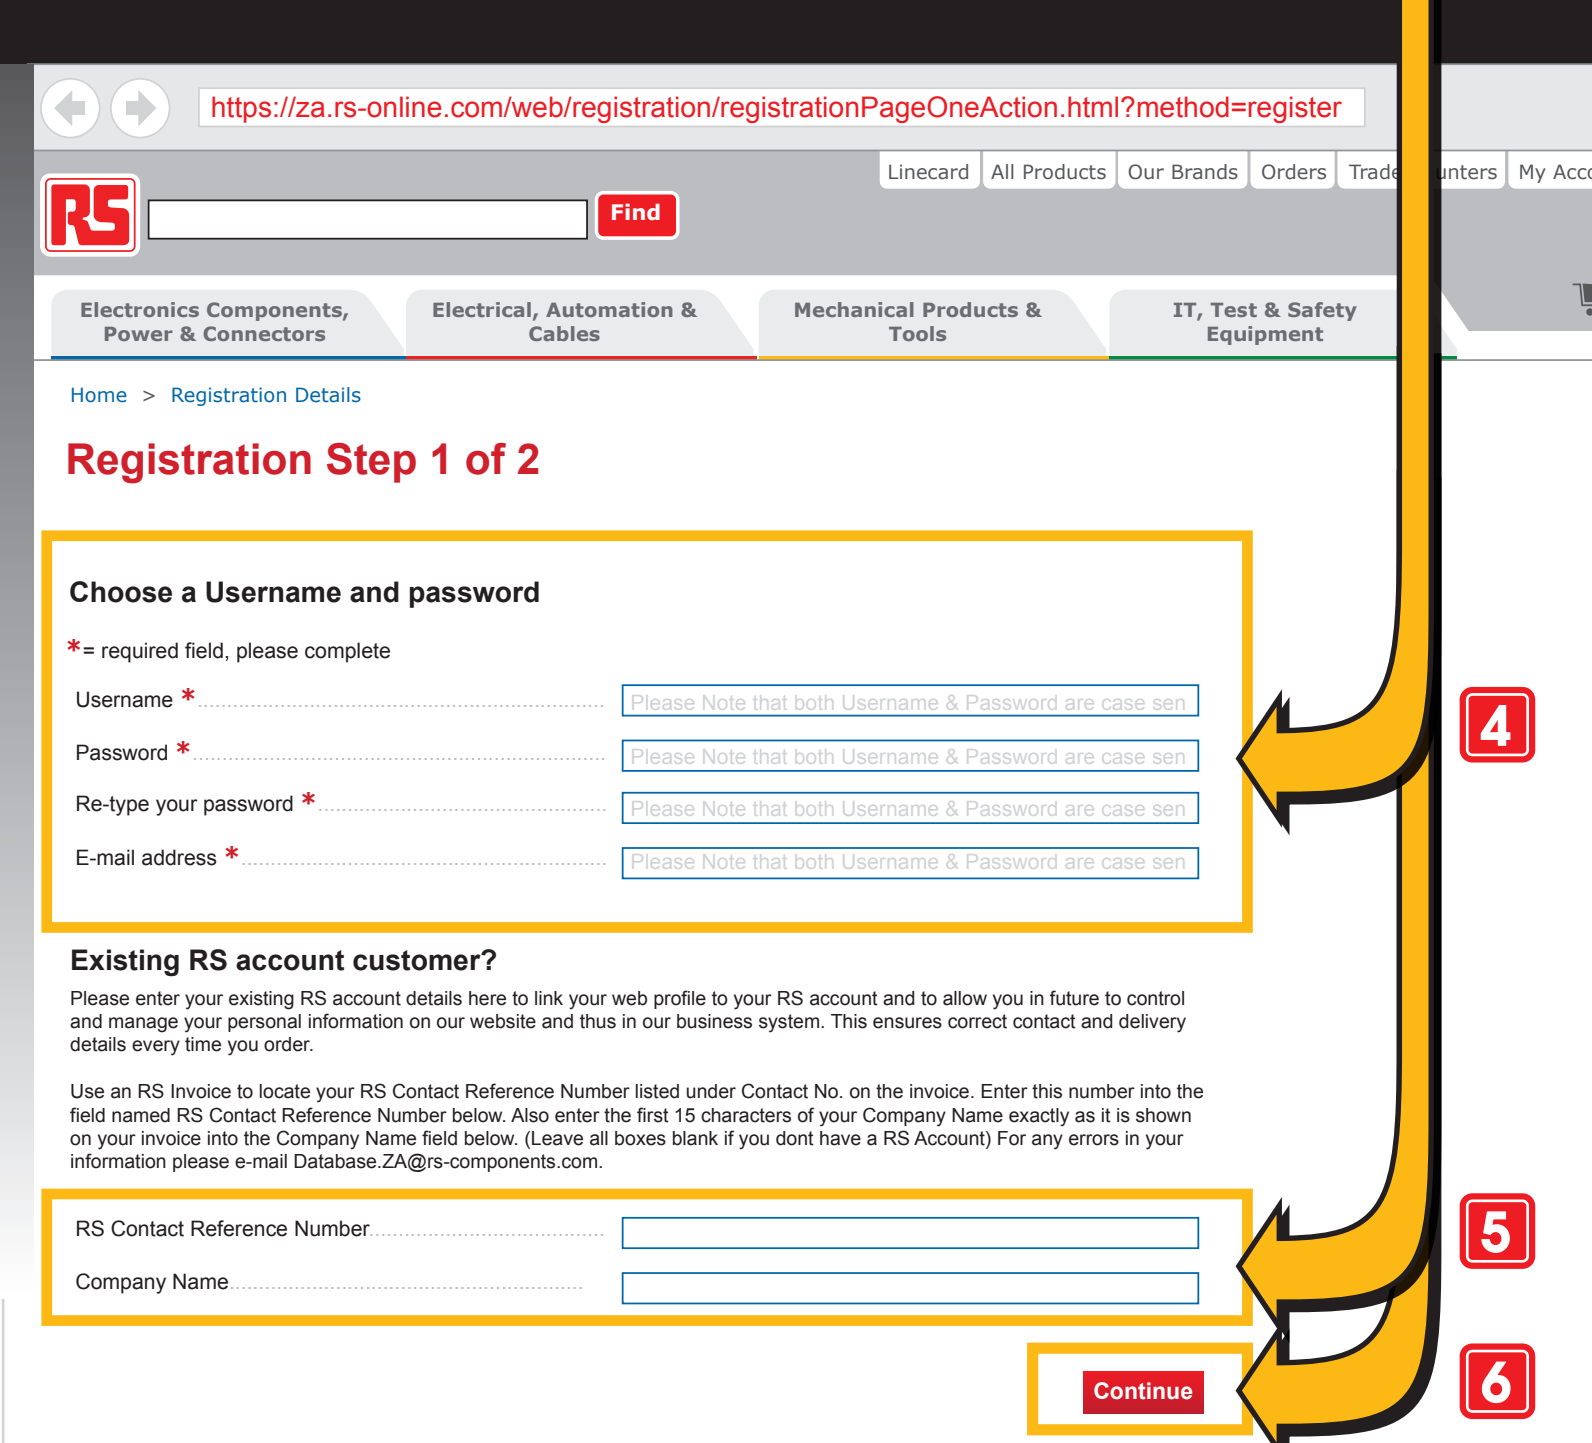 https://za.rs-online.com/web/registration/registrationPageOneAction.html?method=register
Linecard All Products Our Brands Orders Trade unters My Acco
RS
Find
Electronics Components, Power & Connectors
Electrical, Automation & Cables
Mechanical Products & Tools
IT, Test & Safety Equipment
Home > Registration Details
Registration Step 1 of 2
Choose a Username and password
*= required field, please complete
Username * Please Note that both Username & Password are case sen
4
Password * Please Note that both Username & Password are case sen
Re-type your password * Please Note that both Username & Password are case sen
E-mail address * Please Note that both Username & Password are case sen
Existing RS account customer?
Please enter your existing RS account details here to link your web profile to your RS account and to allow you in future to control
and manage your personal information on our website and thus in our business system. This ensures correct contact and delivery
details every time you order.
Use an RS Invoice to locate your RS Contact Reference Number listed under Contact No. on the invoice. Enter this number into the
field named RS Contact Reference Number below. Also enter the first 15 characters of your Company Name exactly as it is shown
on your invoice into the Company Name field below. (Leave all boxes blank if you dont have a RS Account) For any errors in your
information please e-mail Database.ZA@rs-components.com.
RS Contact Reference Number
5
Company Name
Continue
6